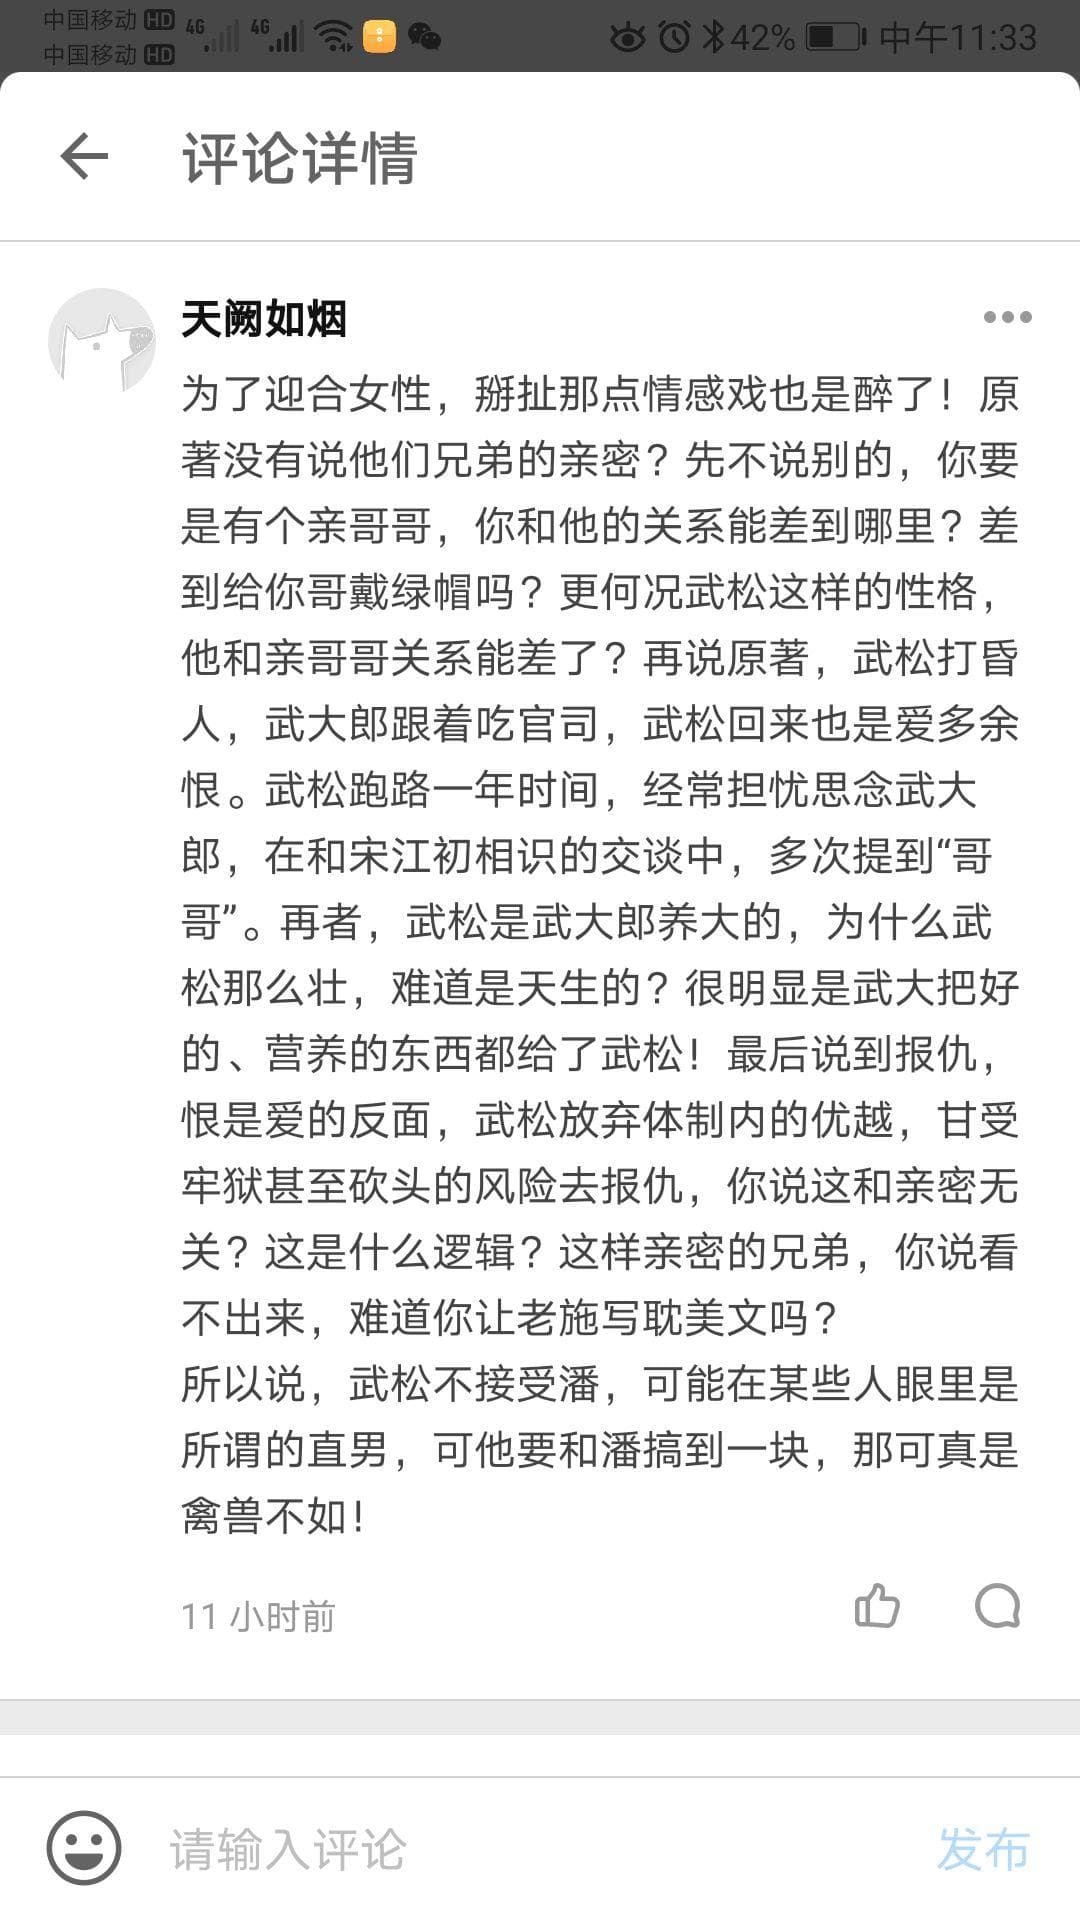 中国移动 HD 4G 4G 42% 中午11:33
中国移动 HD
评论详情
天阙如烟
为了迎合女性，掰扯那点情感戏也是醉了！原
著没有说他们兄弟的亲密？先不说别的，你要
是有个亲哥哥，你和他的关系能差到哪里？差
到给你哥戴绿帽吗？更何况武松这样的性格，
他和亲哥哥关系能差了？再说原著，武松打昏
人，武大郎跟着吃官司，武松回来也是爱多余
恨。武松跑路一年时间，经常担忧思念武大
郎，在和宋江初相识的交谈中，多次提到“哥
哥”。再者，武松是武大郎养大的，为什么武
松那么壮，难道是天生的？很明显是武大把好
的、营养的东西都给了武松！最后说到报仇，
恨是爱的反面，武松放弃体制内的优越，甘受
牢狱甚至砍头的风险去报仇，你说这和亲密无
关？这是什么逻辑？这样亲密的兄弟，你说看
不出来，难道你让老施写耽美文吗？
所以说，武松不接受潘，可能在某些人眼里是
所谓的直男，可他要和潘搞到一块，那可真是
禽兽不如！
11 小时前
请输入评论
发布